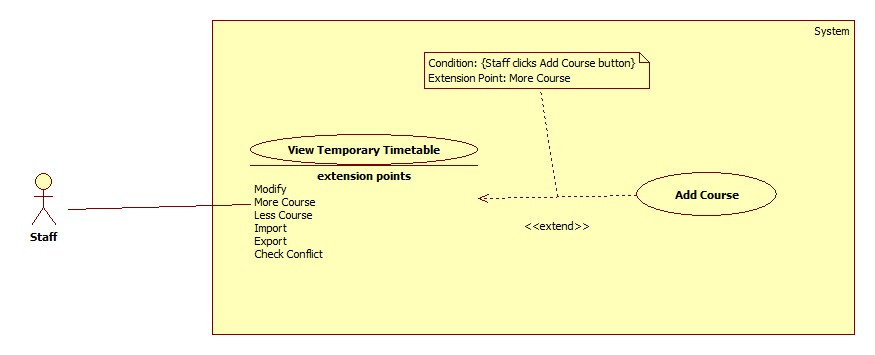 System
Condition: {Staff clicks Add Course button}
Extension Point: More Course
View Temporary Timetable
extension points
Modify
More Course
Less Course
Import
Export
Check Conflict
Add Course
<<extend>>
Staff